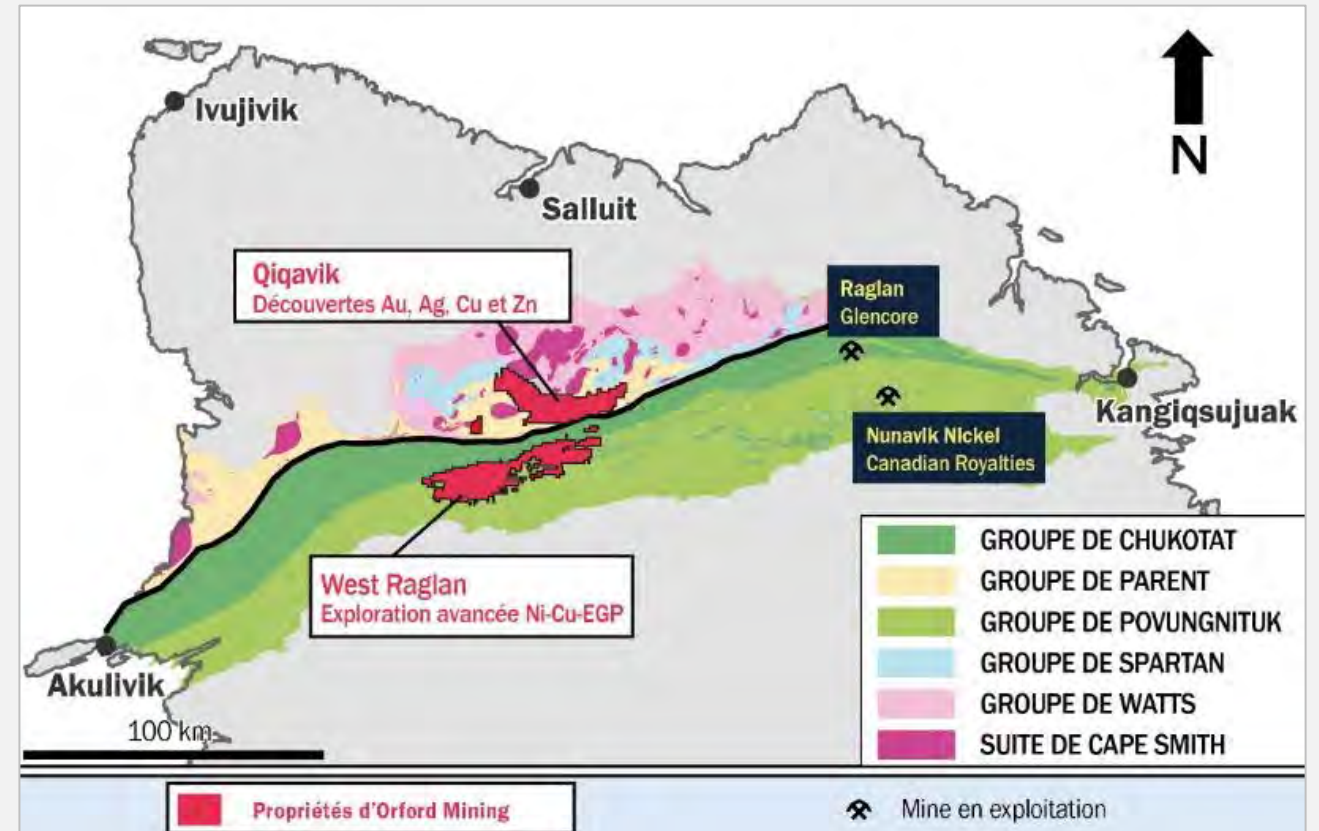 Ivujivik
N
Salluit
Qiqavik
Découvertes Au, Ag, Cu et Zn
Raglan
Glencore
Kangiqsujuak
Nunavik Nickel
Canadian Royalties
West Raglan
Exploration avancée Ni-Cu-EGP
GROUPE DE CHUKOTAT
GROUPE DE PARENT
GROUPE DE POVUNGNITUK
GROUPE DE SPARTAN
GROUPE DE WATTS
SUITE DE CAPE SMITH
Akulivik
100 km
Propriétés d'Orford Mining
Mine en exploitation